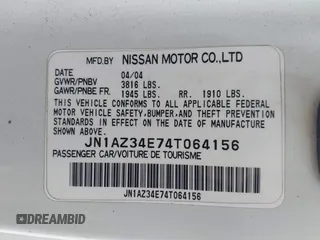 MFD.BY NISSAN MOTOR CO.,LTD
DATE 04/04
GVWR/PNBV 3816 LBS.
GAWR/PNBE FR. 1945 LBS. RR. 1910 LBS.
THIS VEHICLE CONFORMS TO ALL APPLICABLE FEDERAL
MOTOR VEHICLE SAFETY,BUMPER,AND THEFT PREVENTION
STANDARDS IN EFFECT ON THE DATE OF MANUFACTURE
SHOWN ABOVE.
JN1AZ34E74T064156
PASSENGER CAR/VOITURE DE TOURISME
JN1AZ34E74T064156
DREAMBID